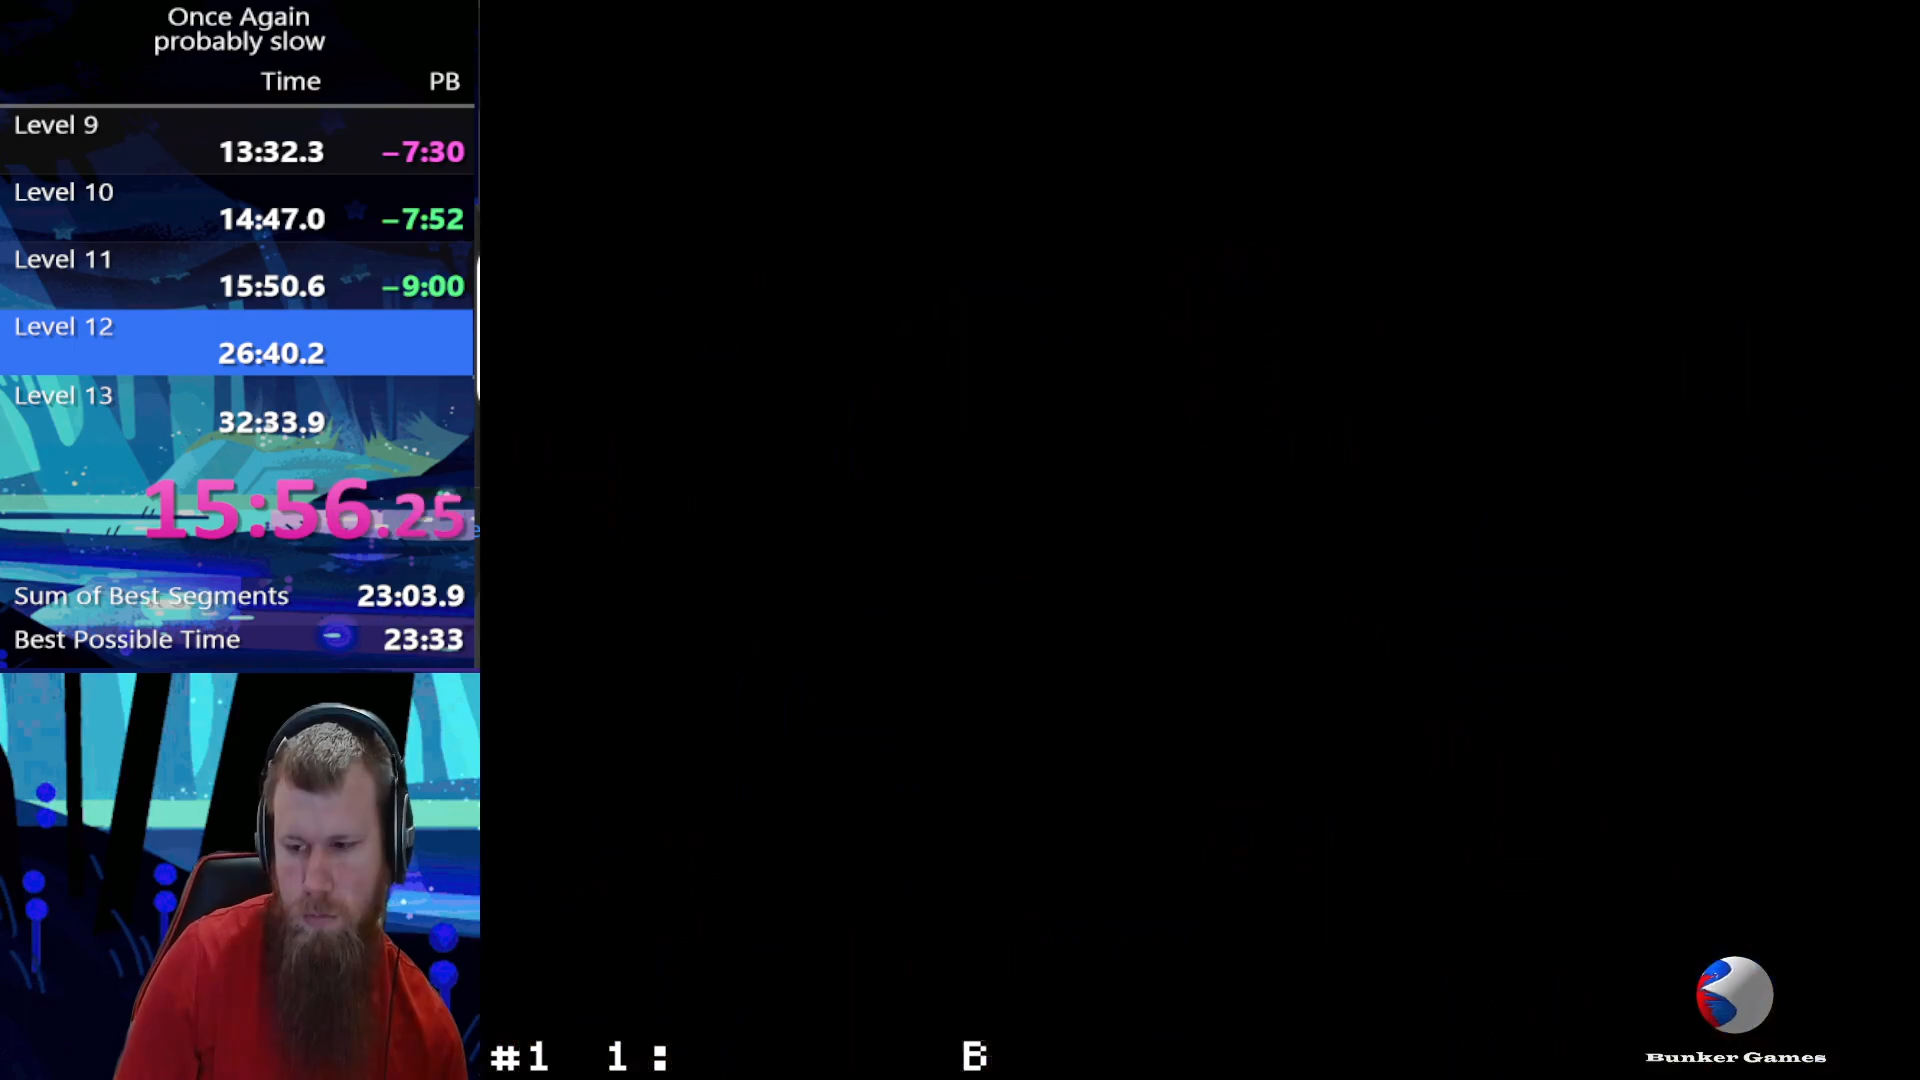 Once Again
probably slow
Time PB
Level 9
13:32.3 −7:30
Level 10
14:47.0 −7:52
Level 11
15:50.6 −9:00
Level 12
26:40.2
Level 13
32:33.9
15:56.25
Sum of Best Segments 23:03.9
Best Possible Time 23:33
#1 1: B
Bunker Games